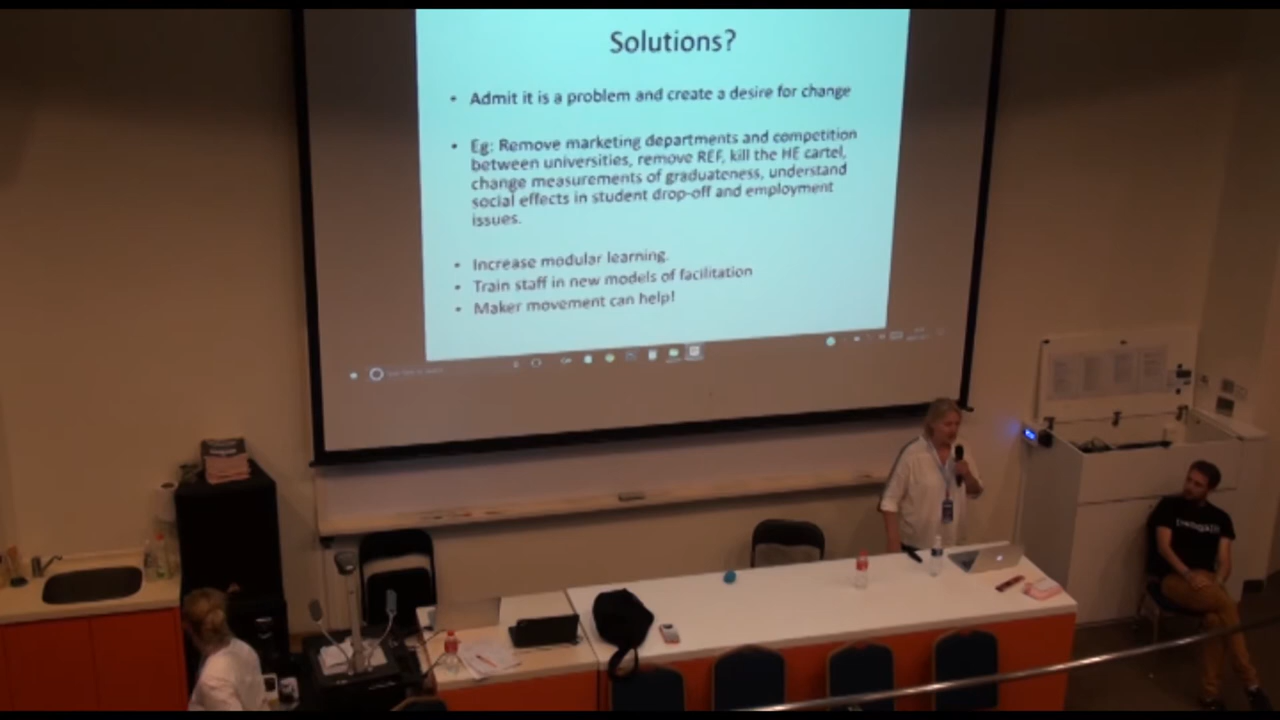 Solutions?
• Admit it is a problem and create a desire for change
• Eg: Remove marketing departments and competition
between universities, remove REF, kill the HE cartel,
change measurements of graduateness, understand
social effects in student drop-off and employment
issues.
• Increase modular learning.
• Train staff in new models of facilitation
• Maker movement can help!